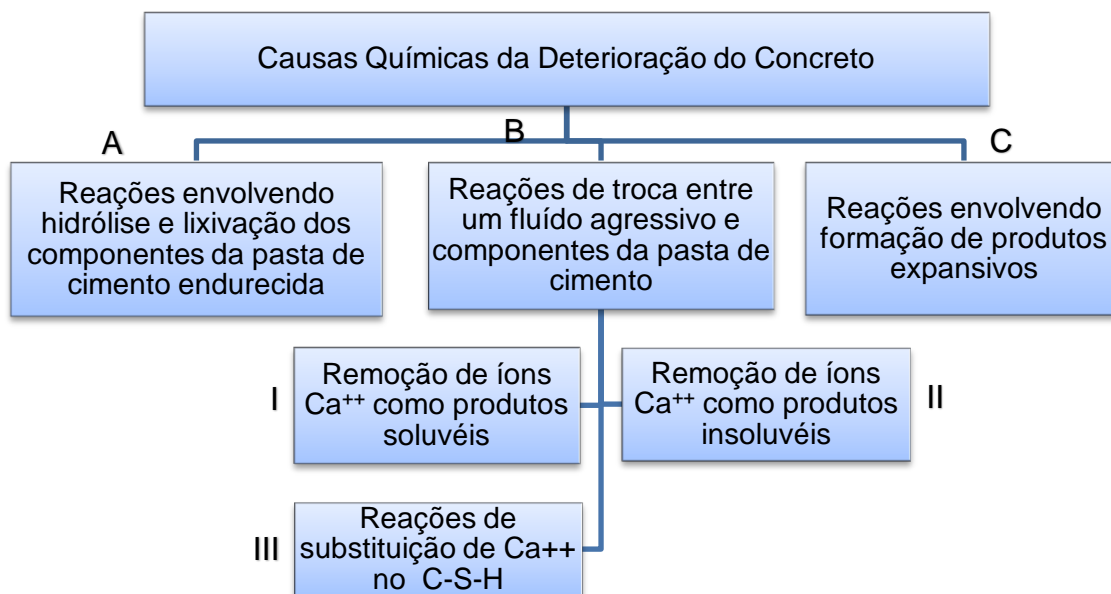 Causas Químicas da Deterioração do Concreto
A
B
C
Reações envolvendo
hidrólise e lixivação dos
componentes da pasta de
cimento endurecida
Reações de troca entre
um fluído agressivo e
componentes da pasta de
cimento
Reações envolvendo
formação de produtos
expansivos
I
Remoção de íons
Ca⁺⁺ como produtos
soluvéis
Remoção de íons
Ca⁺⁺ como produtos
insoluvéis
II
III
Reações de
substituição de Ca++
no C-S-H